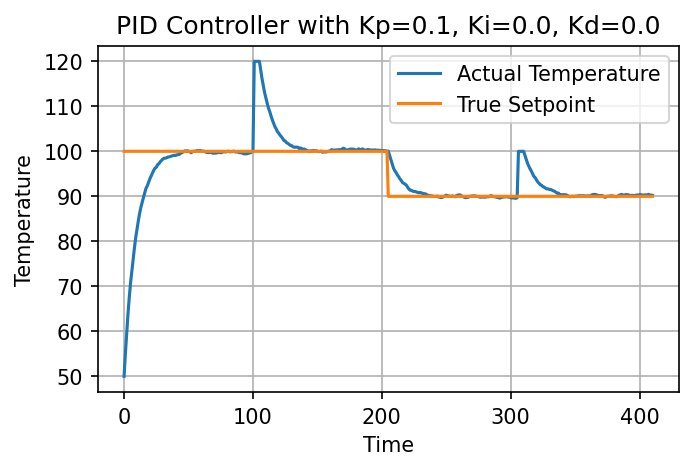 PID Controller with Kp=0.1, Ki=0.0, Kd=0.0
Actual Temperature
True Setpoint
Temperature
120
110
100
90
80
70
60
50
0
100
200
300
400
Time